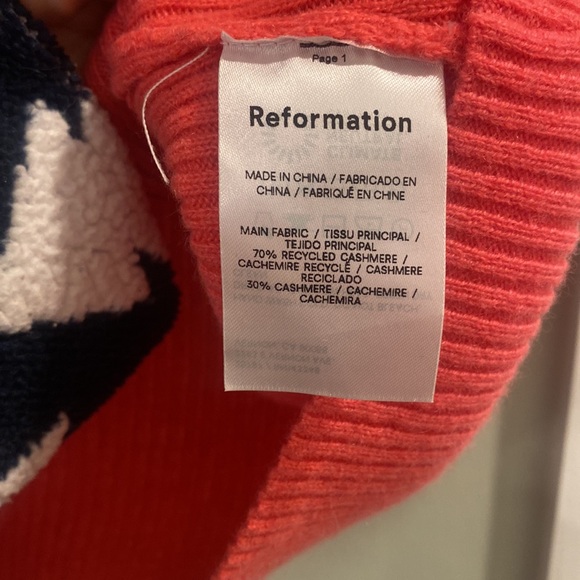 Page 1
Reformation
MADE IN CHINA / FABRICADO EN
CHINA / FABRIQUÉ EN CHINE
MAIN FABRIC / TISSU PRINCIPAL /
TEJIDO PRINCIPAL
70% RECYCLED CASHMERE /
CACHEMIRE RECYCLÉ / CASHMERE
RECICLADO
30% CASHMERE / CACHEMIRE /
CACHEMIRA